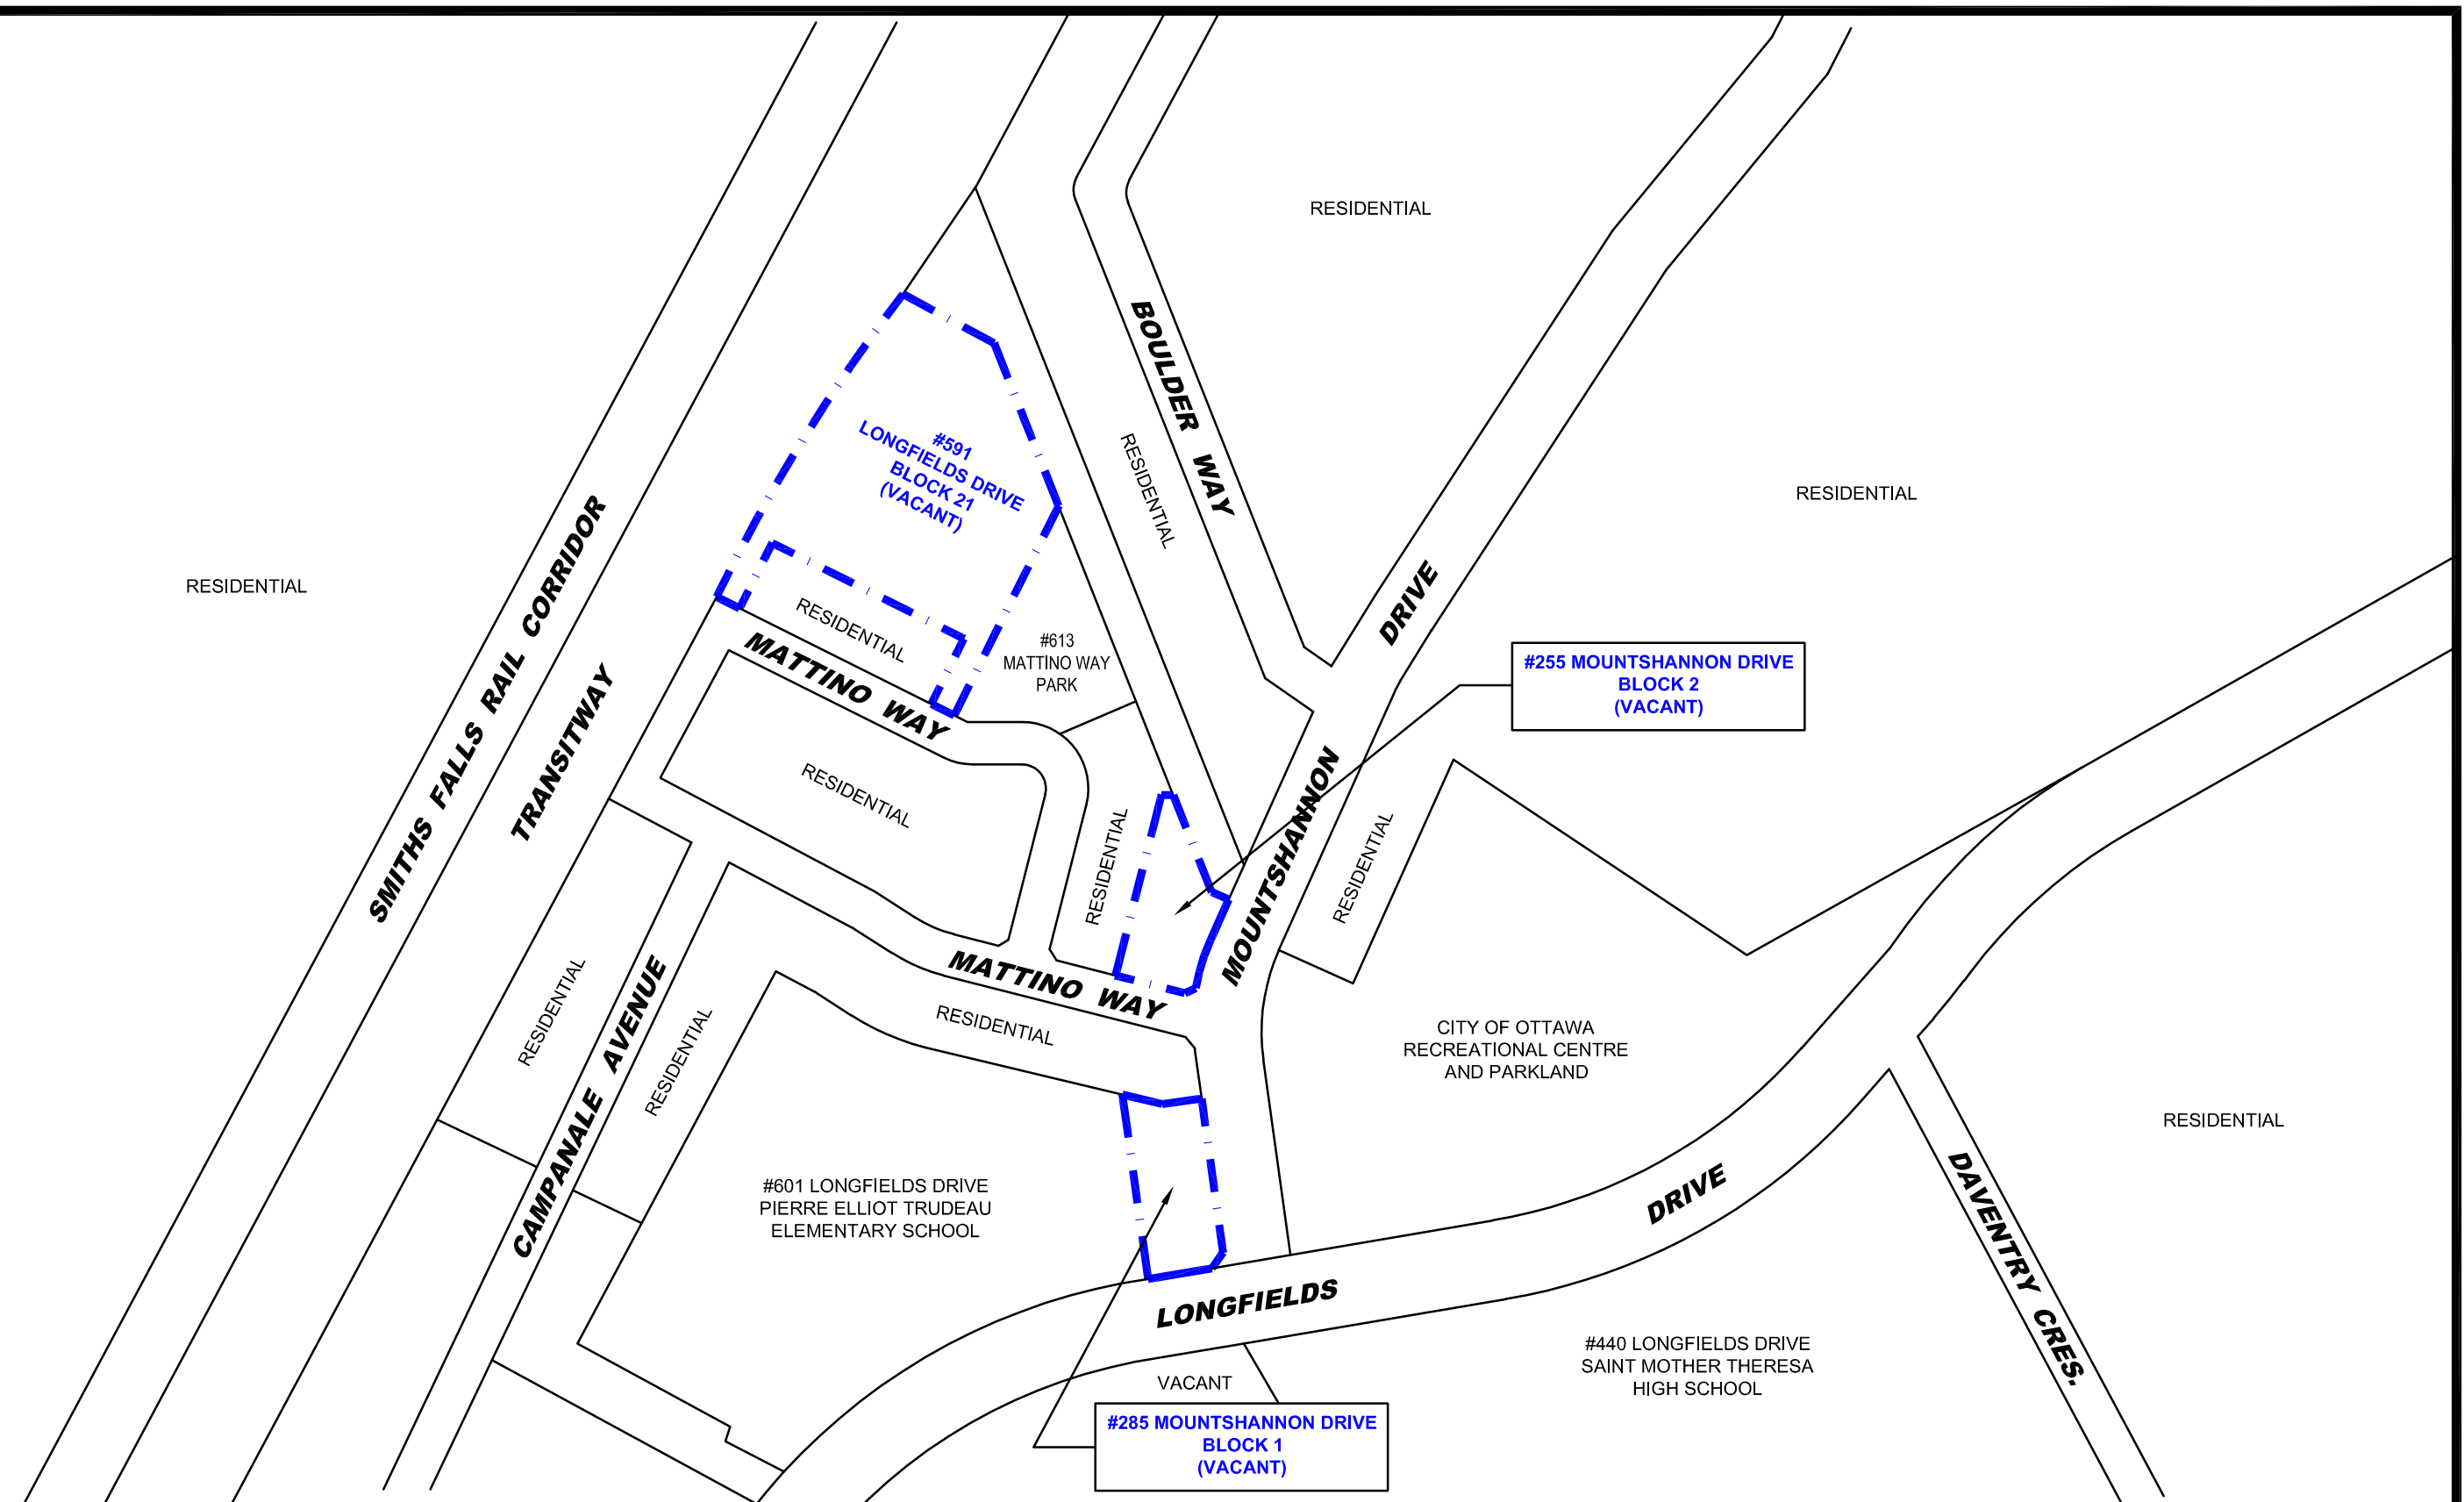 RESIDENTIAL
BOULDER WAY
#591
LONGFIELDS DRIVE
BLOCK 21
(VACANT)
RESIDENTIAL
RESIDENTIAL
SMITHS FALLS RAIL CORRIDOR
RESIDENTIAL
DRIVE
RESIDENTIAL
#613
MATTINO WAY
PARK
#255 MOUNTSHANNON DRIVE
BLOCK 2
(VACANT)
MATTINO WAY
TRANSITWAY
RESIDENTIAL
MOUNTSHANNON
RESIDENTIAL
RESIDENTIAL
MATTINO WAY
RESIDENTIAL
CAMPANALE AVENUE
RESIDENTIAL
RESIDENTIAL
CITY OF OTTAWA
RECREATIONAL CENTRE
AND PARKLAND
RESIDENTIAL
#601 LONGFIELDS DRIVE
PIERRE ELLIOT TRUDEAU
ELEMENTARY SCHOOL
DRIVE
DAVENTRY CRES.
LONGFIELDS
#440 LONGFIELDS DRIVE
SAINT MOTHER THERESA
HIGH SCHOOL
VACANT
#285 MOUNTSHANNON DRIVE
BLOCK 1
(VACANT)